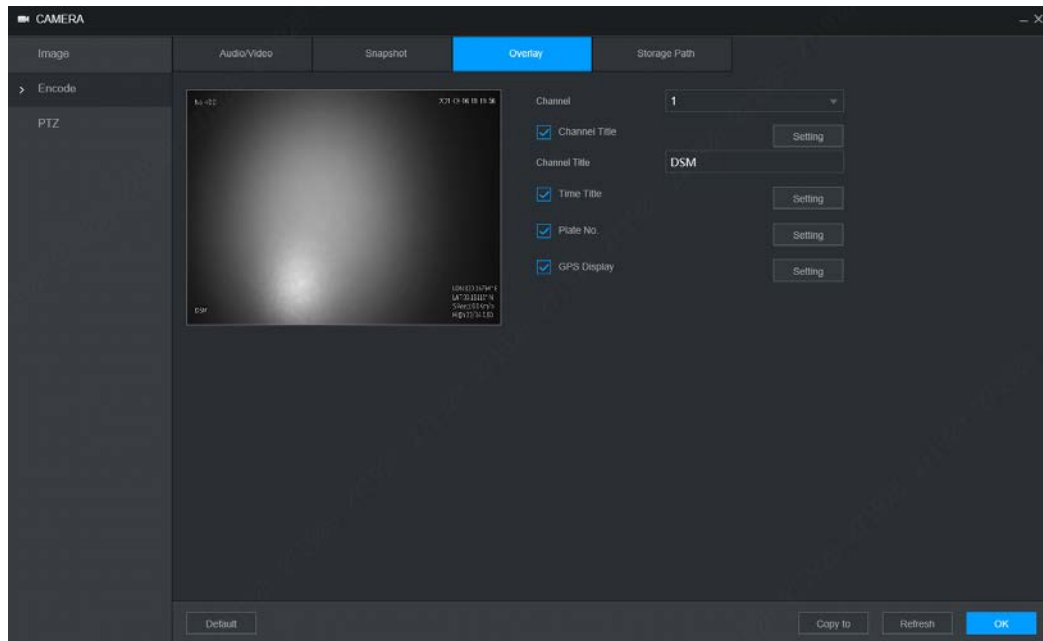 CAMERA
Image
Audio/Video
Snapshot
Overlay
Storage Path
Encode
PTZ
Channel
1
Channel Title
Setting
Channel Title
DSM
Time Title
Setting
Plate No.
Setting
GPS Display
Setting
DSM
Default
Copy to
Refresh
OK